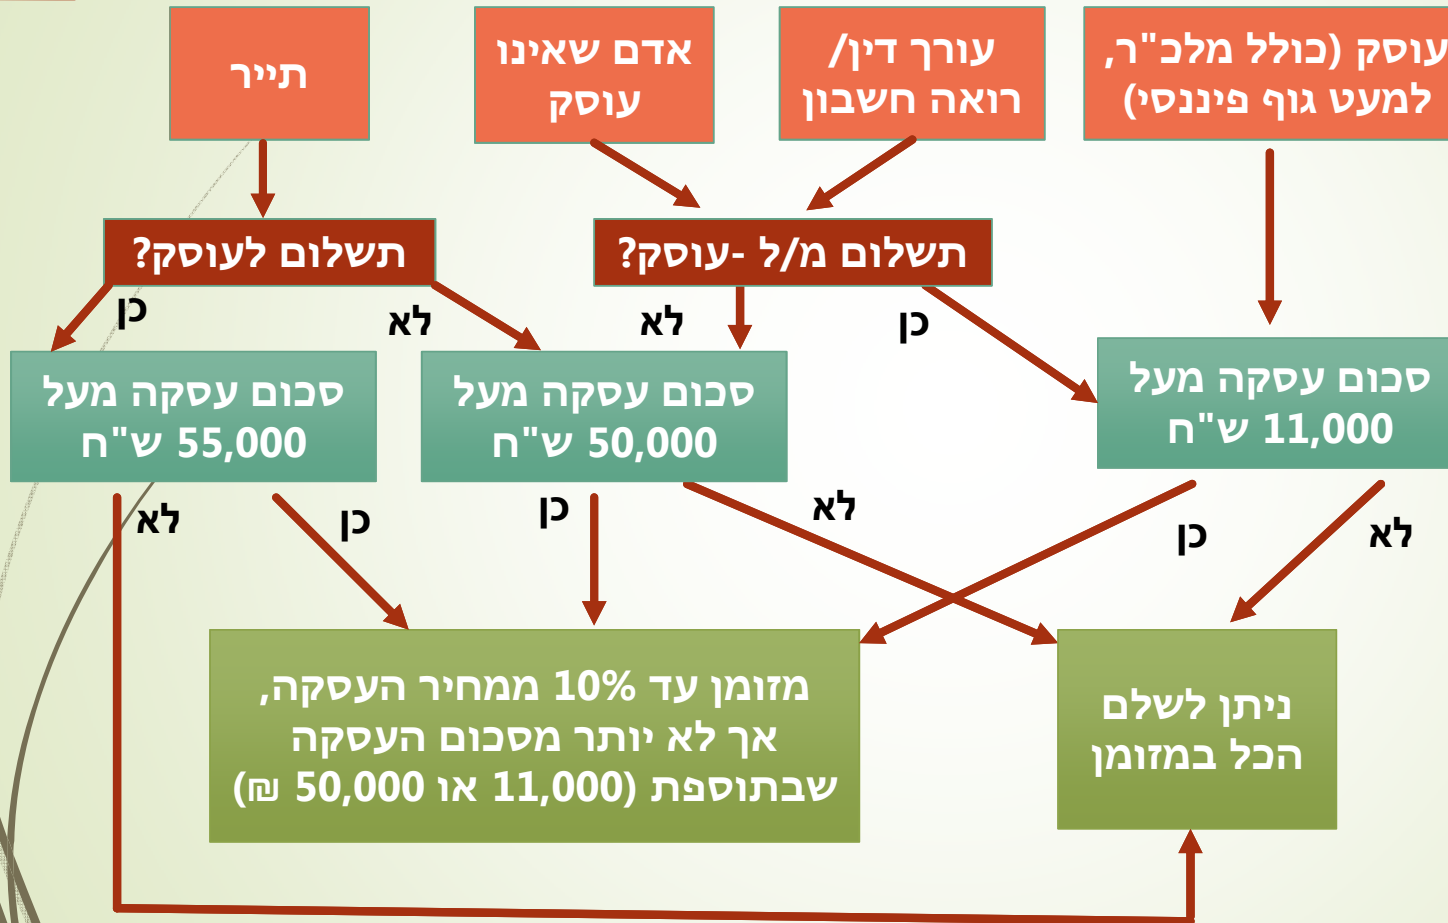 עוסק (כולל מלכ"ר,
למעט גוף פיננסי)
עורך דין/
רואה חשבון
אדם שאינו
עוסק
תייר
תשלום מ/ל -עוסק?
תשלום לעוסק?
כן
לא
לא
כן
סכום עסקה מעל
11,000 ש"ח
סכום עסקה מעל
50,000 ש"ח
סכום עסקה מעל
55,000 ש"ח
לא
כן
לא
כן
כן
לא
ניתן לשלם
הכל במזומן
מזומן עד 10% ממחיר העסקה,
אך לא יותר מסכום העסקה
שבתוספת (11,000 או 50,000 ₪)